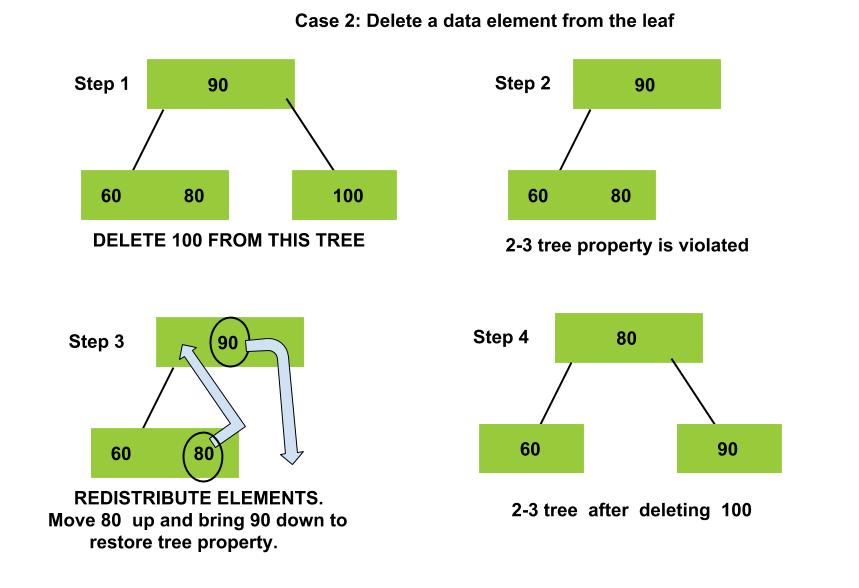 Case 2: Delete a data element from the leaf
Step 1
90
60 80
100
DELETE 100 FROM THIS TREE
Step 2
90
60 80
2-3 tree property is violated
Step 3
90
60 80
REDISTRIBUTE ELEMENTS.
Move 80 up and bring 90 down to
restore tree property.
Step 4
80
60
90
2-3 tree after deleting 100